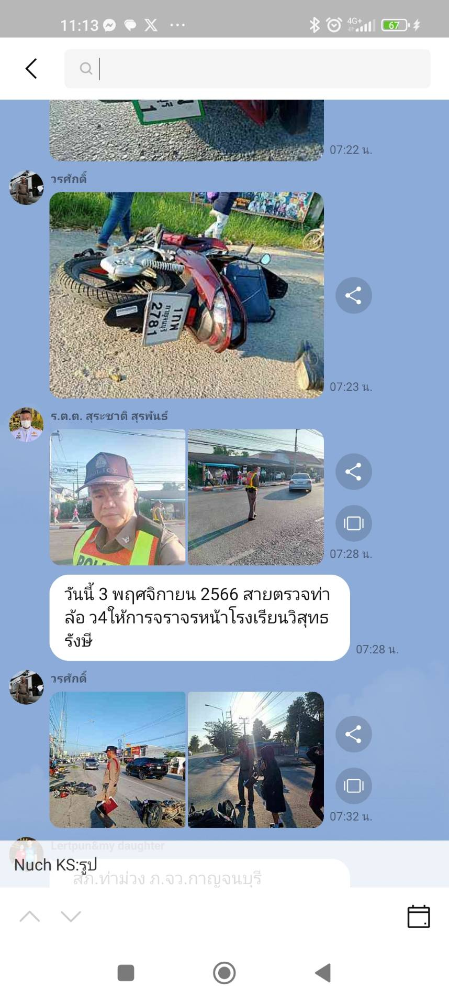 11:13
4G+
67
07:22 น.
วรศักดิ์
1กพ
กาญจนบุรี
2781
07:23 น.
ร.ต.ต. สุระชาติ สุรพันธ์
POLICE
POLI
07:28 น.
วันนี้ 3 พฤศจิกายน 2566 สายตรวจท่า
ล้อ ว4ให้การจราจรหน้าโรงเรียนวิสุทธ
รังษี
07:28 น.
วรศักดิ์
07:32 น.
Lertpun&my daughter
Nuch KS:รูป
สภ.ท่าม่วง ภ.จว.กาญจนบุรี